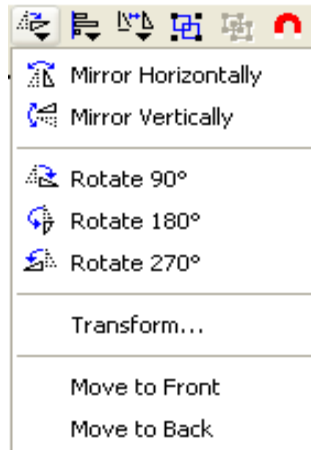 Mirror Horizontally
Mirror Vertically
Rotate 90°
Rotate 180°
Rotate 270°
Transform...
Move to Front
Move to Back